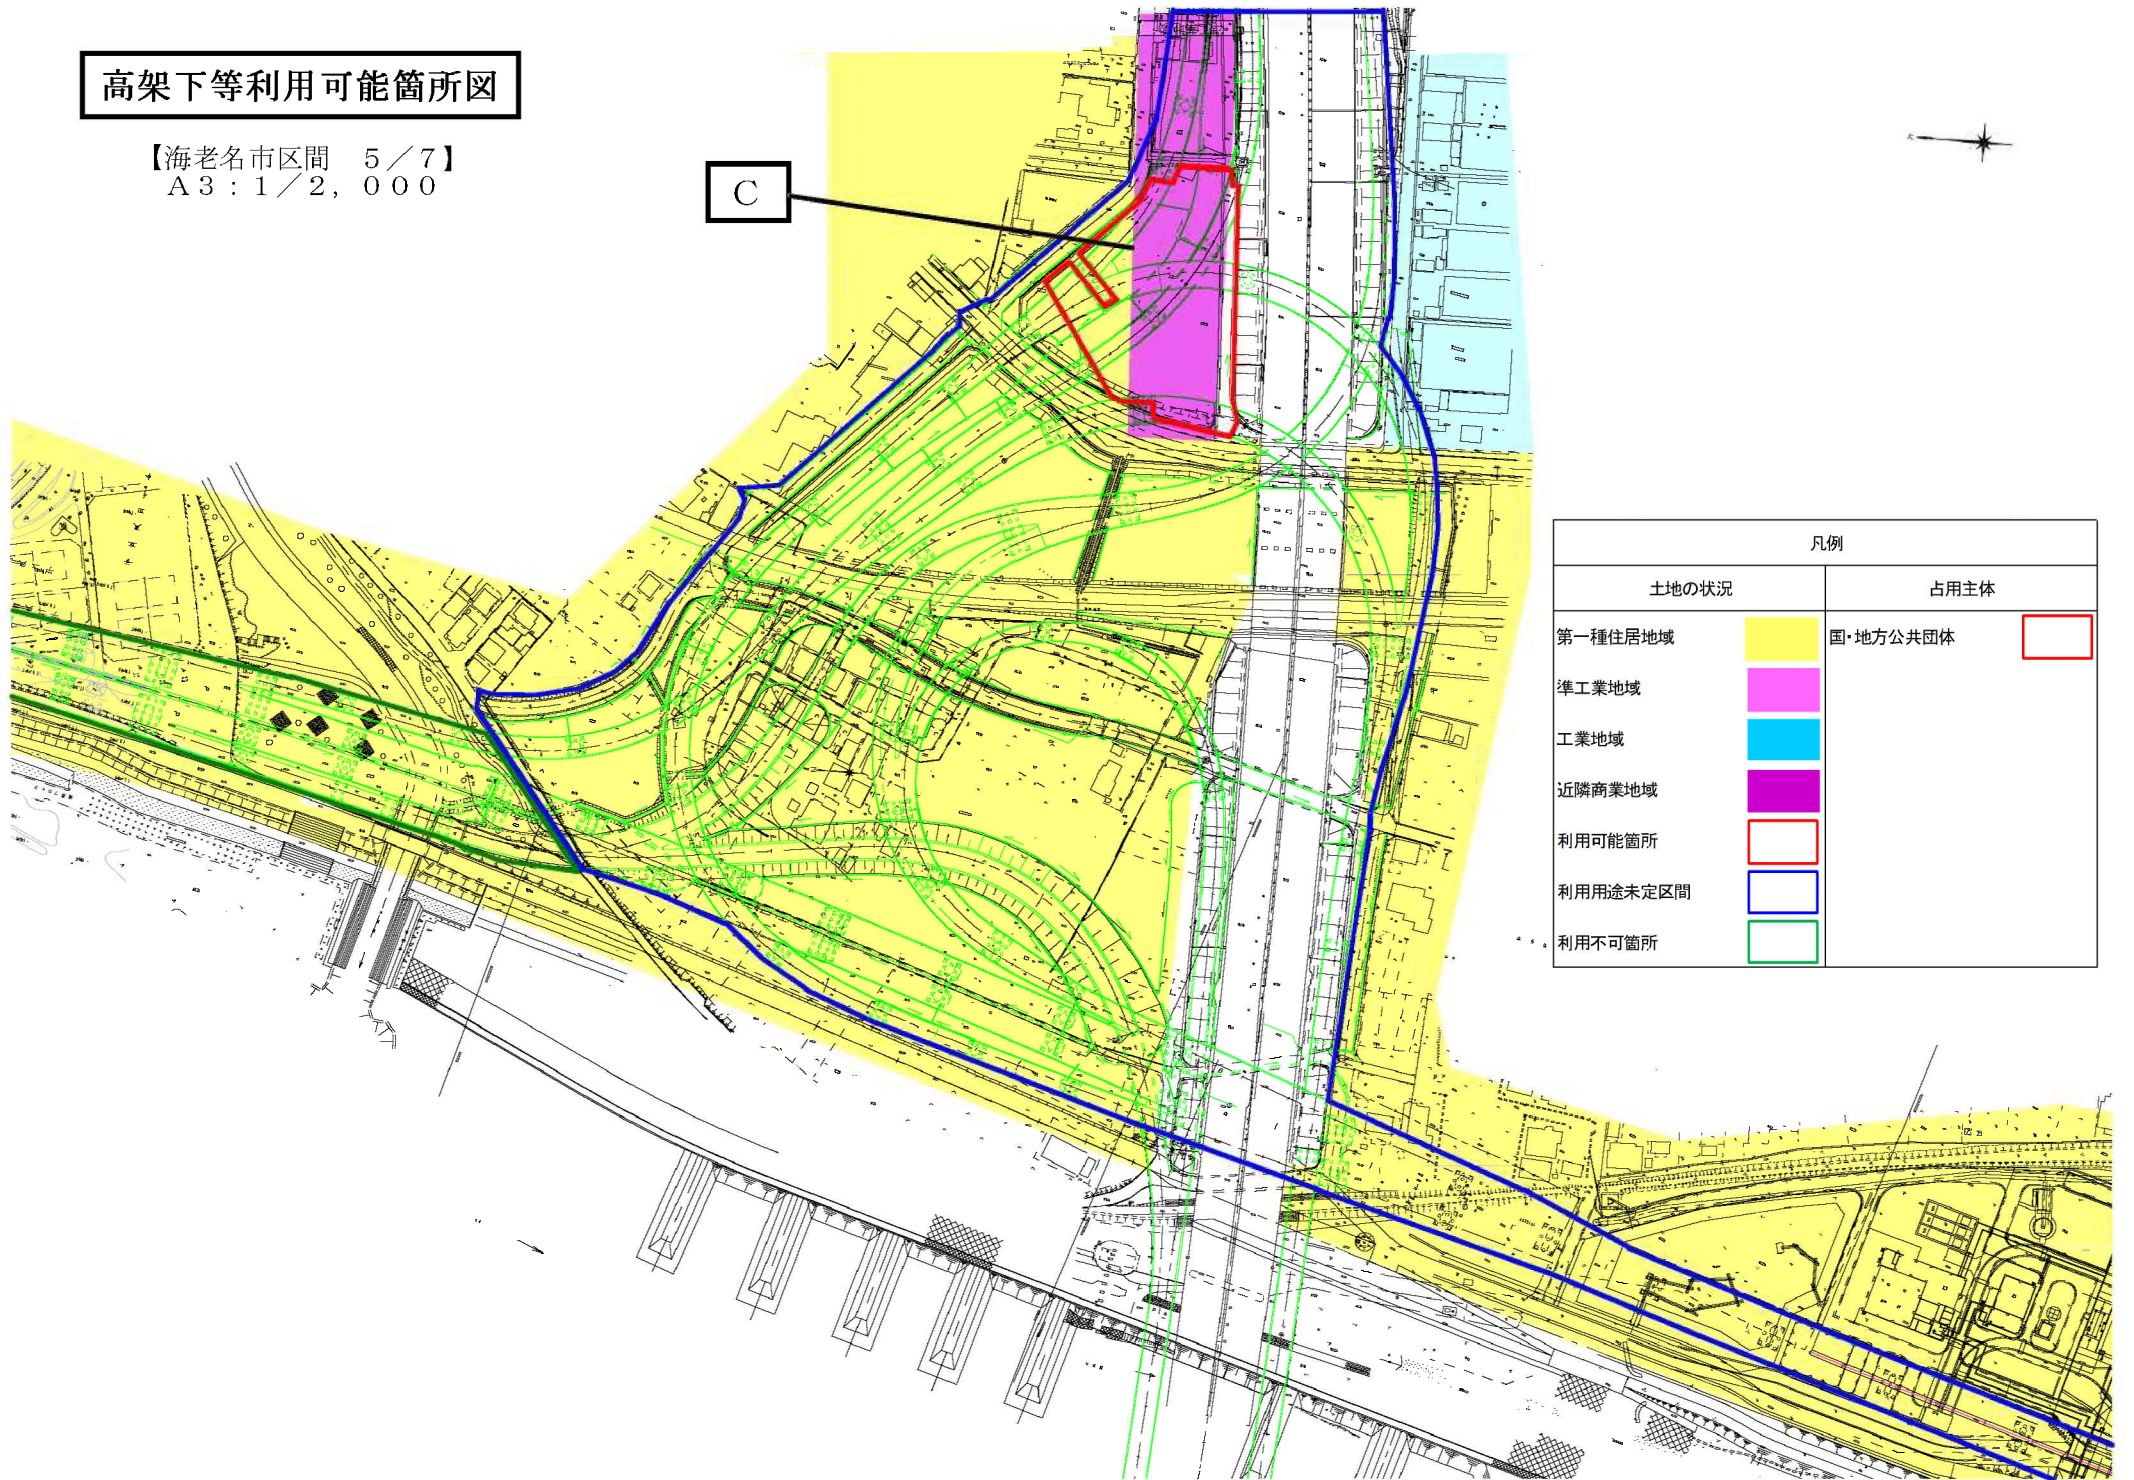 高架下等利用可能箇所図
【海老名市区間　５／７】
Ａ３：１／２，０００
Ｃ
凡例
土地の状況
占用主体
第一種住居地域
国・地方公共団体
準工業地域
工業地域
近隣商業地域
利用可能箇所
利用用途未定区間
利用不可箇所